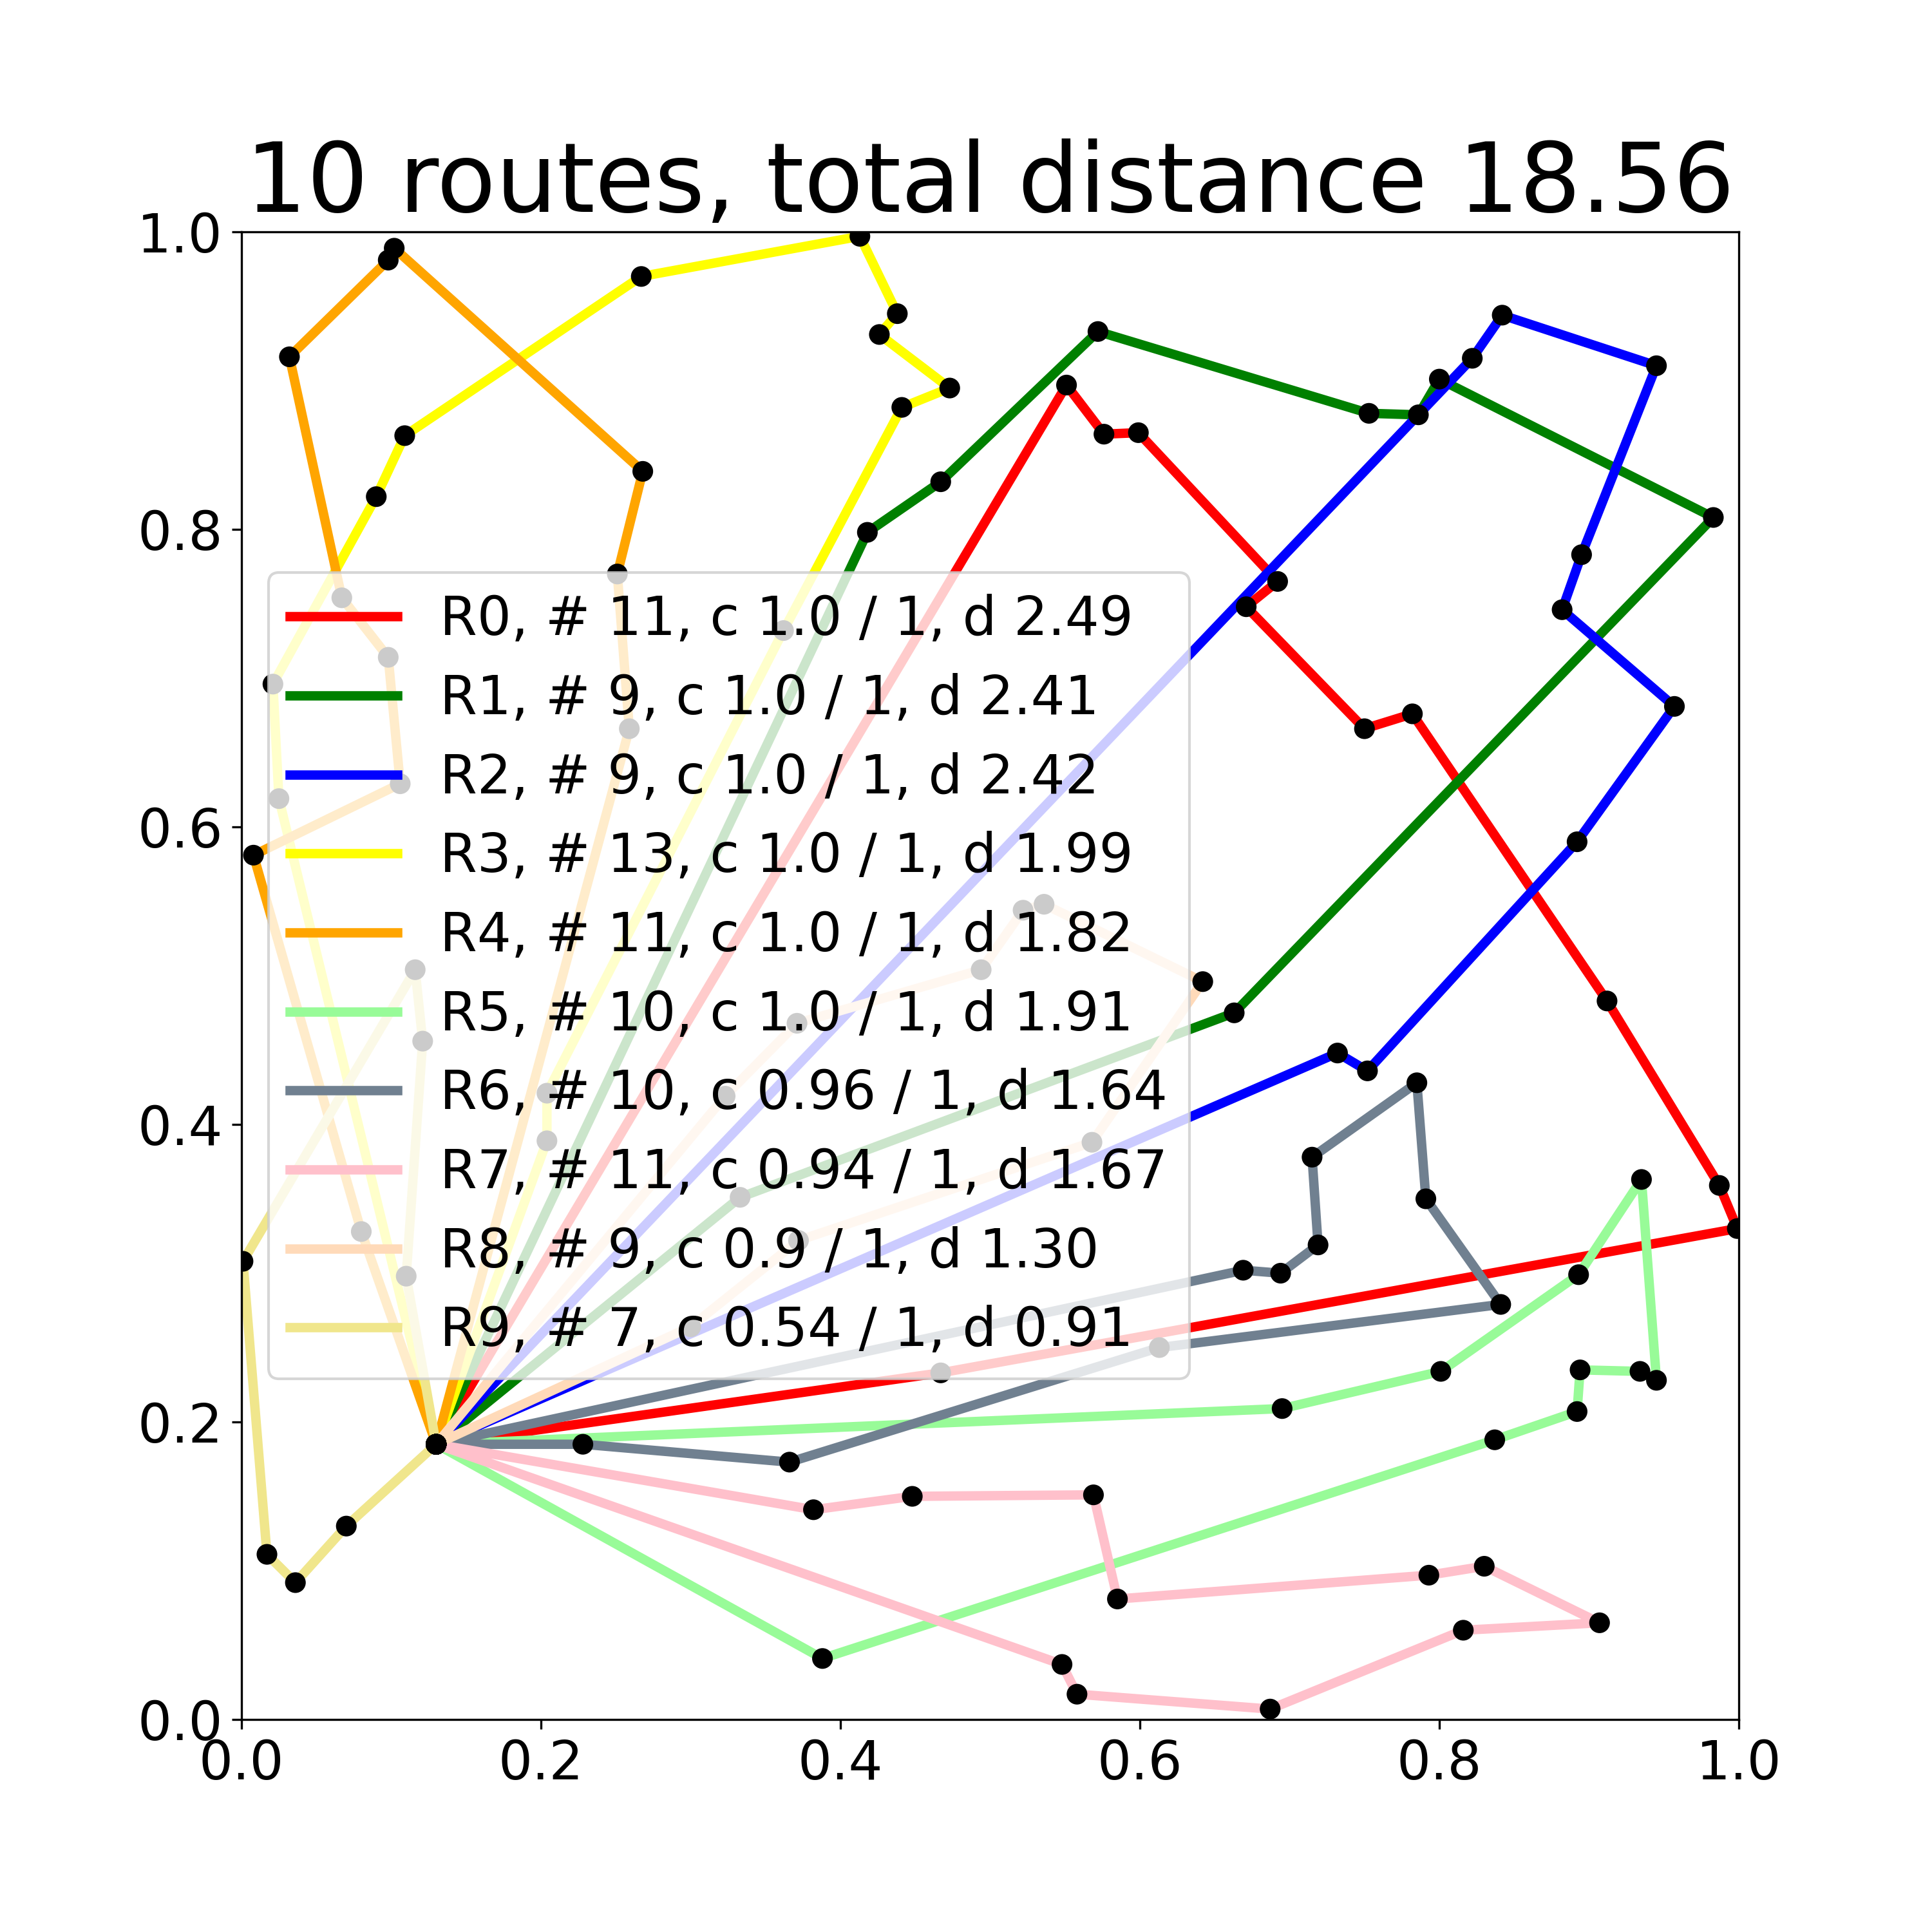 10 routes, total distance 18.56
1.0
0.8
0.6
0.4
0.2
0.0
R0, # 11, c 1.0 / 1, d 2.49
R1, # 9, c 1.0 / 1, d 2.41
R2, # 9, c 1.0 / 1, d 2.42
R3, # 13, c 1.0 / 1, d 1.99
R4, # 11, c 1.0 / 1, d 1.82
R5, # 10, c 1.0 / 1, d 1.91
R6, # 10, c 0.96 / 1, d 1.64
R7, # 11, c 0.94 / 1, d 1.67
R8, # 9, c 0.9 / 1, d 1.30
R9, # 7, c 0.54 / 1, d 0.91
0.0 0.2 0.4 0.6 0.8 1.0